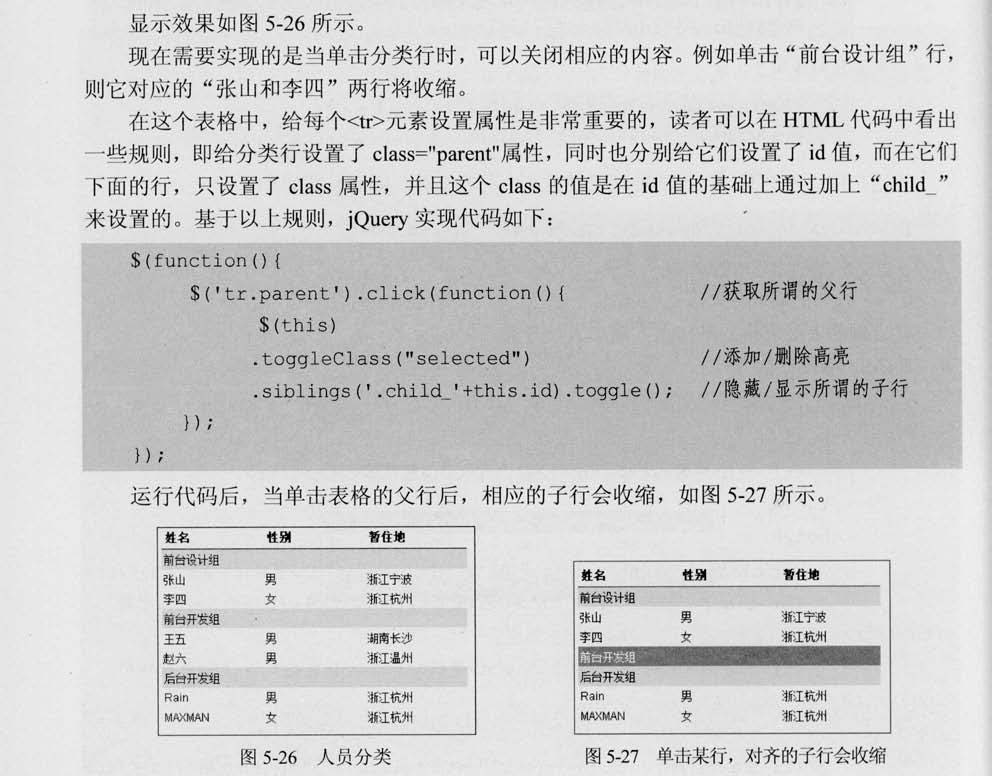 显示效果如图 5-26 所示。
现在需要实现的是当单击分类行时，可以关闭相应的内容。例如单击“前台设计组”行，
则它对应的“张山和李四”两行将收缩。
在这个表格中，给每个<tr>元素设置属性是非常重要的，读者可以在 HTML 代码中看出
一些规则，即给分类行设置了 class="parent"属性，同时也分别给它们设置了 id 值，而在它们
下面的行，只设置了 class 属性，并且这个 class 的值是在 id 值的基础上通过加上“child_”
来设置的。基于以上规则，jQuery 实现代码如下：
$(function(){
$('tr.parent').click(function(){ //获取所谓的父行
$(this)
.toggleClass("selected") //添加/删除高亮
.siblings('.child_'+this.id).toggle(); //隐藏/显示所谓的子行
});
});
运行代码后，当单击表格的父行后，相应的子行会收缩，如图 5-27 所示。
姓名 性别 暂住地
前台设计组
张山 男 浙江宁波
李四 女 浙江杭州
前台开发组
王五 男 湖南长沙
赵六 男 浙江温州
后台开发组
Rain 男 浙江杭州
MAXMAN 女 浙江杭州
图 5-26 人员分类
姓名 性别 暂住地
前台设计组
张山 男 浙江宁波
李四 女 浙江杭州
前台开发组
后台开发组
Rain 男 浙江杭州
MAXMAN 女 浙江杭州
图 5-27 单击某行，对齐的子行会收缩